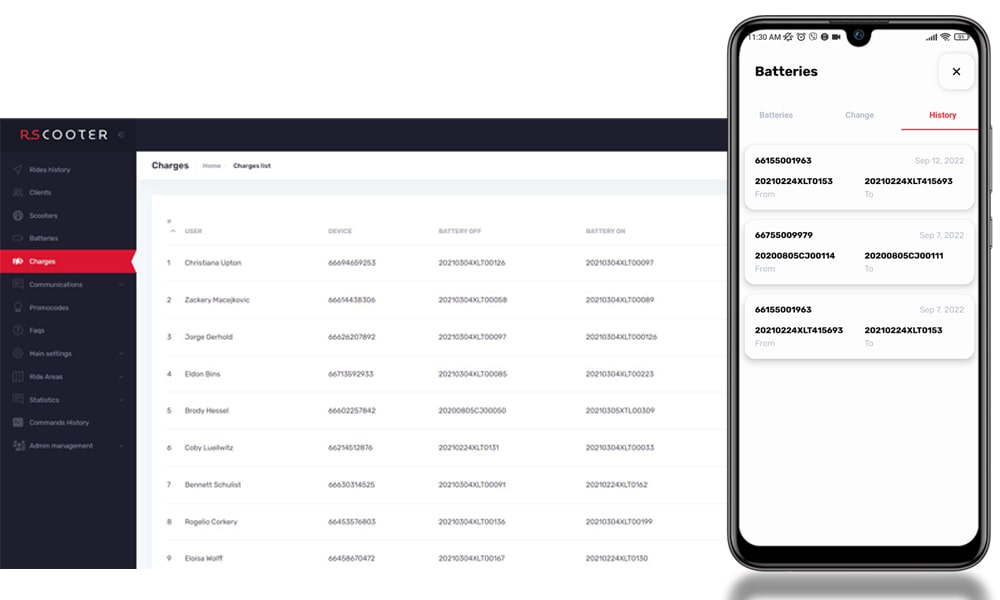 RSCOOTER
Rides history
Clients
Scooters
Batteries
Charges
Communications
Promocodes
Faqs
Main settings
Ride Areas
Statistics
Commands History
Admin management
Charges Home - Charges list
# USER DEVICE BATTERY OFF BATTERY ON
1 Christiana Upton 66694659253 20210304XLT00126 20210304XLT00097
2 Zackery Macejkovic 66614438306 20210304XLT00058 20210304XLT00089
3 Jorge Gerhold 66626207892 20210304XLT00097 20210304XLT000126
4 Eldon Bins 66713592933 20210304XLT00085 20210304XLT00223
5 Brody Hessel 66602257842 20200805CJ00050 20210305XTL00309
6 Coby Lueilwitz 66214512876 20210224XLT0131 20210304XLT00033
7 Bennett Schulist 66630314525 20210304XLT00091 20210224XLT0162
8 Rogelio Corkery 66453576803 20210304XLT00136 20210304XLT00199
9 Eloisa Wolff 66458670472 20210304XLT00167 20210224XLT0130
11:30 AM
Batteries
Batteries Change History
66155001963 Sep 12, 2022
20210224XLT0153 20210224XLT415693
From To
66755009979 Sep 7, 2022
20200805CJ00114 20200805CJ00111
From To
66155001963 Sep 7, 2022
20210224XLT415693 20210224XLT0153
From To